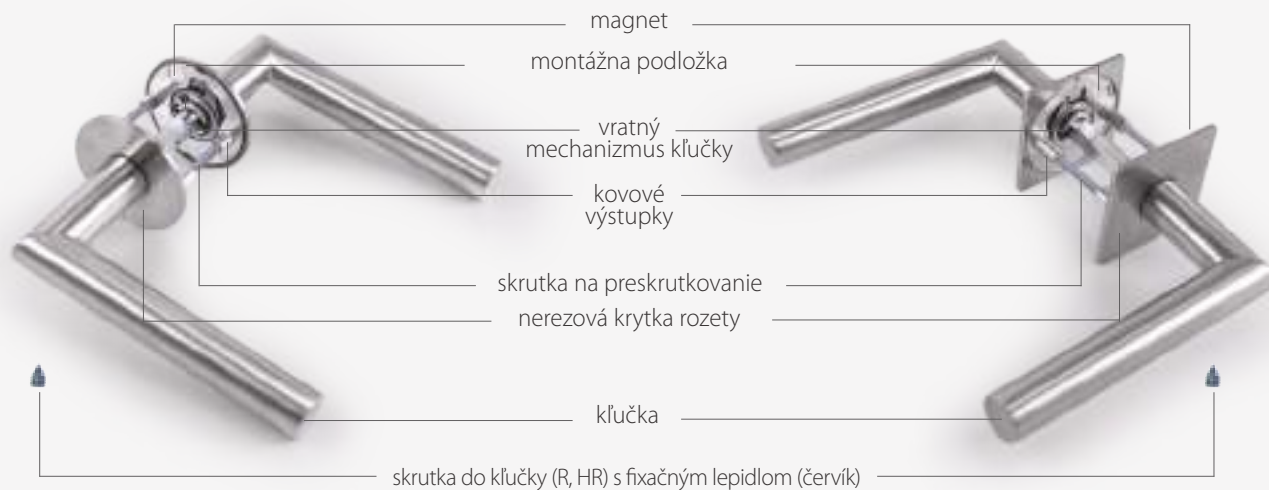 magnet
montážna podložka
vratný
mechanizmus kľučky
kovové
výstupky
skrutka na preskrutkovanie
nerezová krytka rozety
kľučka
skrutka do kľučky (R, HR) s fixačným lepidlom (červík)